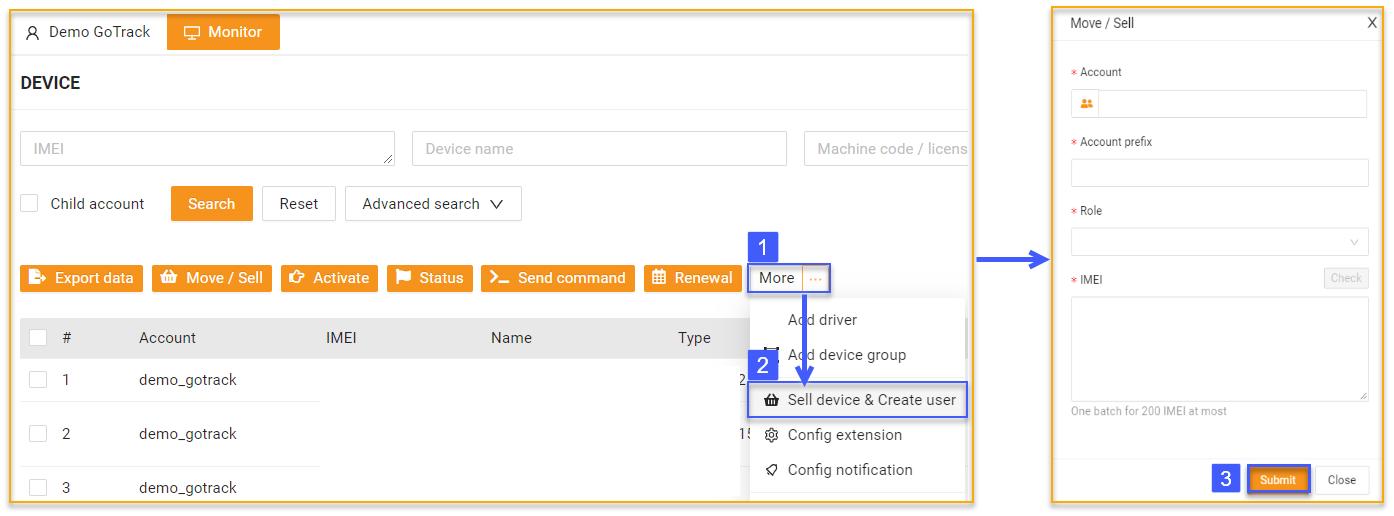 Demo GoTrack Monitor
DEVICE
IMEI Device name Machine code / licens
Child account Search Reset Advanced search
1
Export data Move / Sell Activate Status Send command Renewal More ...
Add driver
# Account IMEI Name Type
Add device group
2
1 demo_gotrack 2
Sell device & Create user
2 demo_gotrack 15
Config extension
Config notification
3 demo_gotrack
Move / Sell X
* Account
* Account prefix
* Role
* IMEI Check
One batch for 200 IMEI at most
3 Submit Close